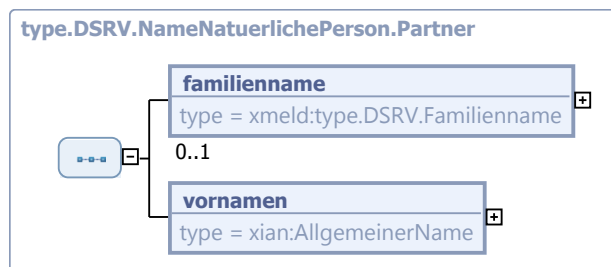 type.DSRV.NameNatuerlichePerson.Partner
familienname
type = xmeld:type.DSRV.Familienname
0..1
vornamen
type = xian:AllgemeinerName